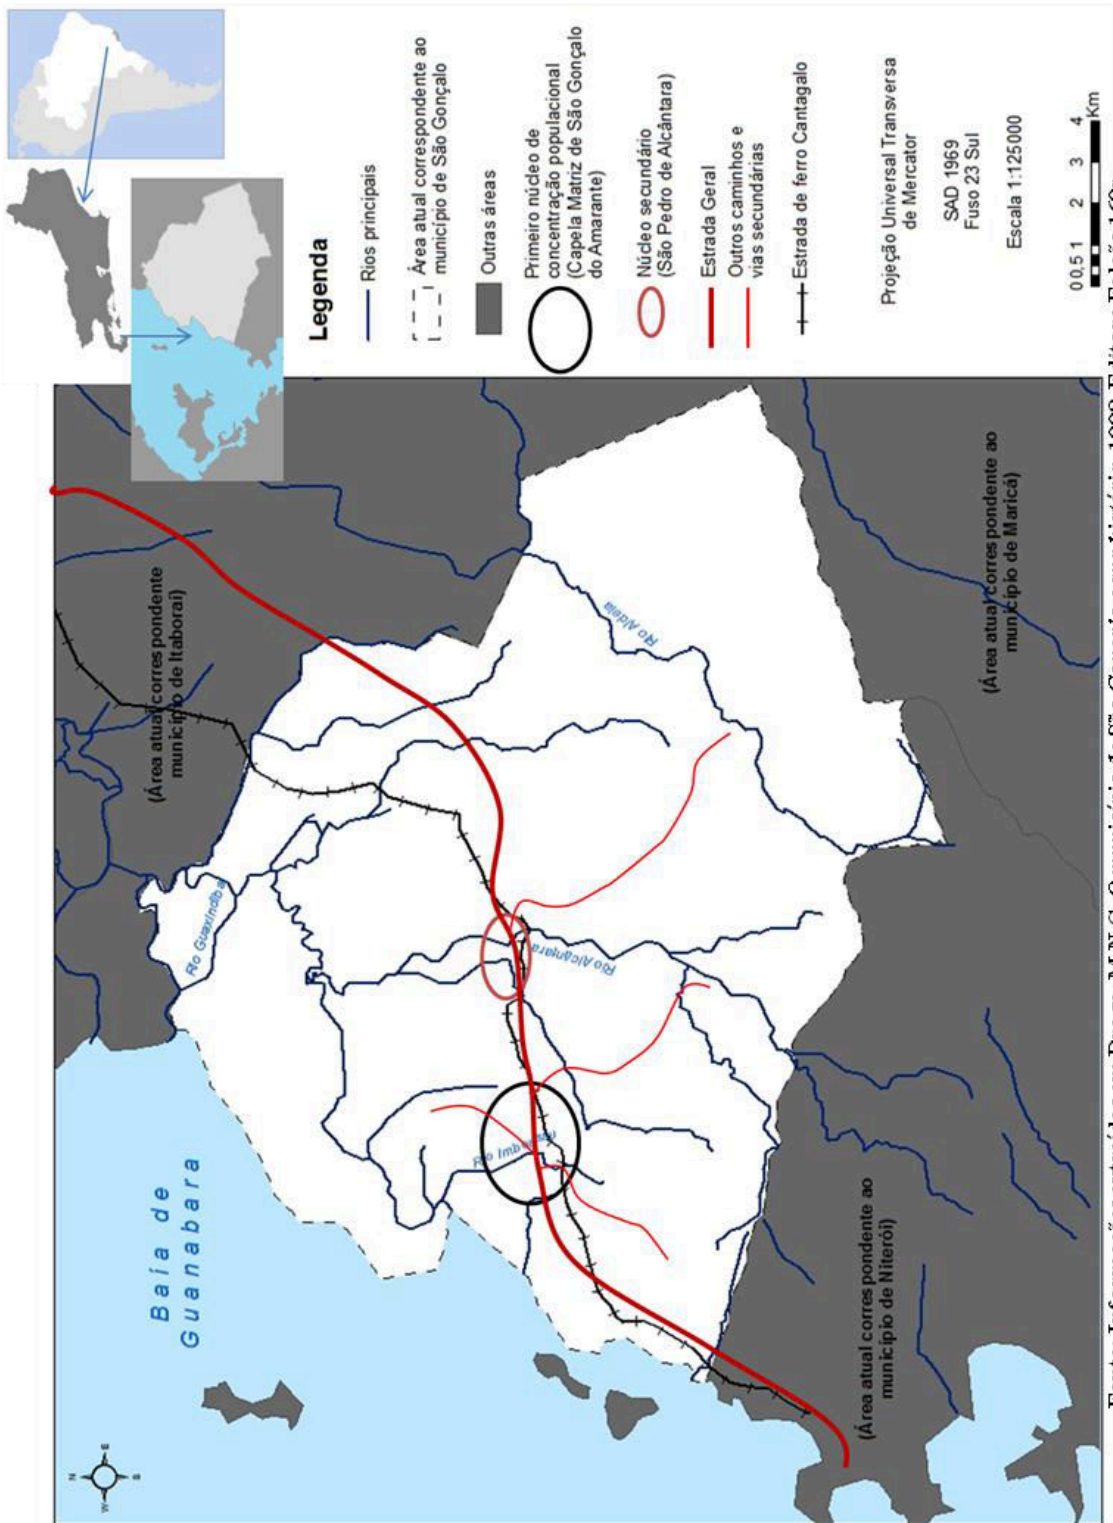 N
W
E
S
Baía de
Guanabara
(Área atual correspondente
município de Itaboraí)
Rio Guaxindiba
Rio Aldeia
Rio Alcântara
(Área atual correspondente ao
município de Niterói)
(Área atual correspondente ao
município de Maricá)
Legenda
Rios principais
Área atual correspondente ao
município de São Gonçalo
Outras áreas
Primeiro núcleo de
concentração populacional
(Capela Matriz de São Gonçalo
do Amarante)
Núcleo secundário
(São Pedro de Alcântara)
Estrada Geral
Outros caminhos e
vias secundárias
Estrada de ferro Cantagalo
Projeção Universal Transversa
de Mercator
SAD 1969
Fuso 23 Sul
Escala 1:125000
0 0,5 1 2 3 4
Km